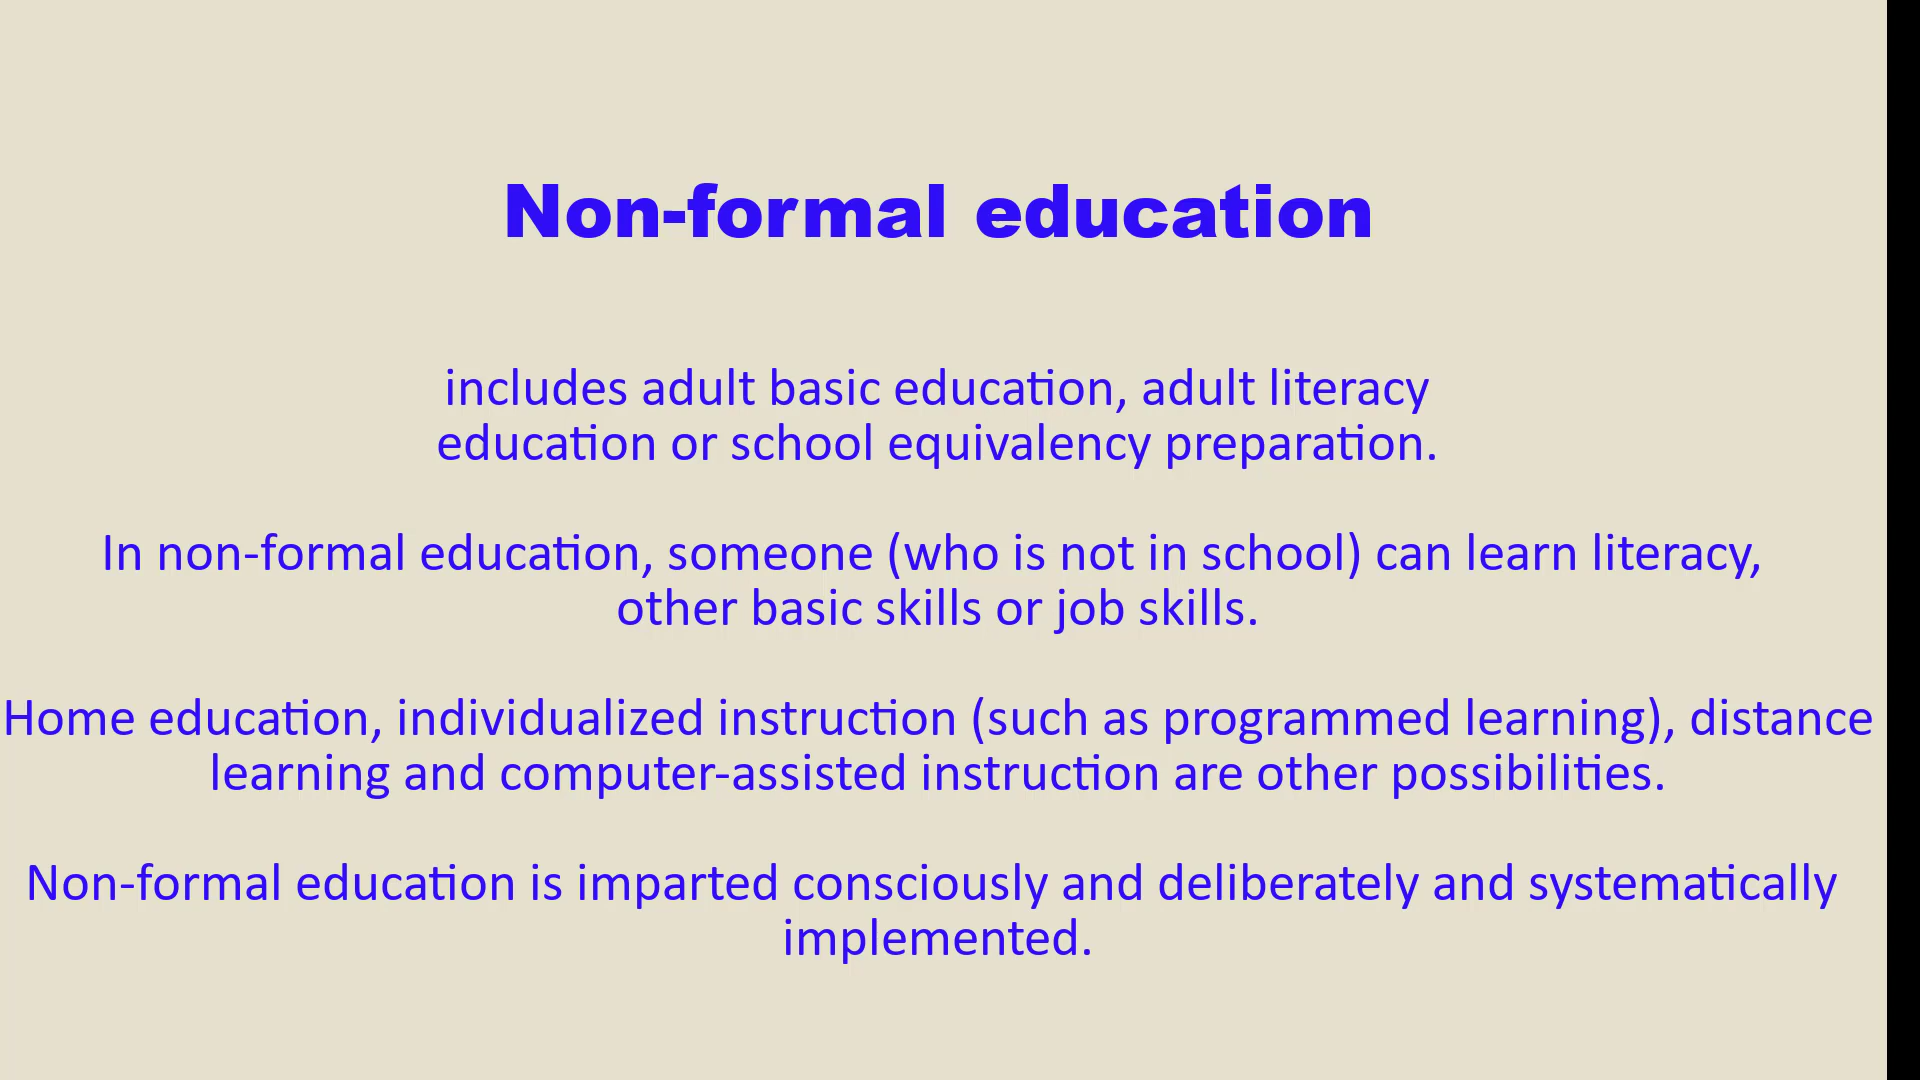 Non-formal education
includes adult basic education, adult literacy
education or school equivalency preparation.
In non-formal education, someone (who is not in school) can learn literacy,
other basic skills or job skills.
Home education, individualized instruction (such as programmed learning), distance
learning and computer-assisted instruction are other possibilities.
Non-formal education is imparted consciously and deliberately and systematically
implemented.